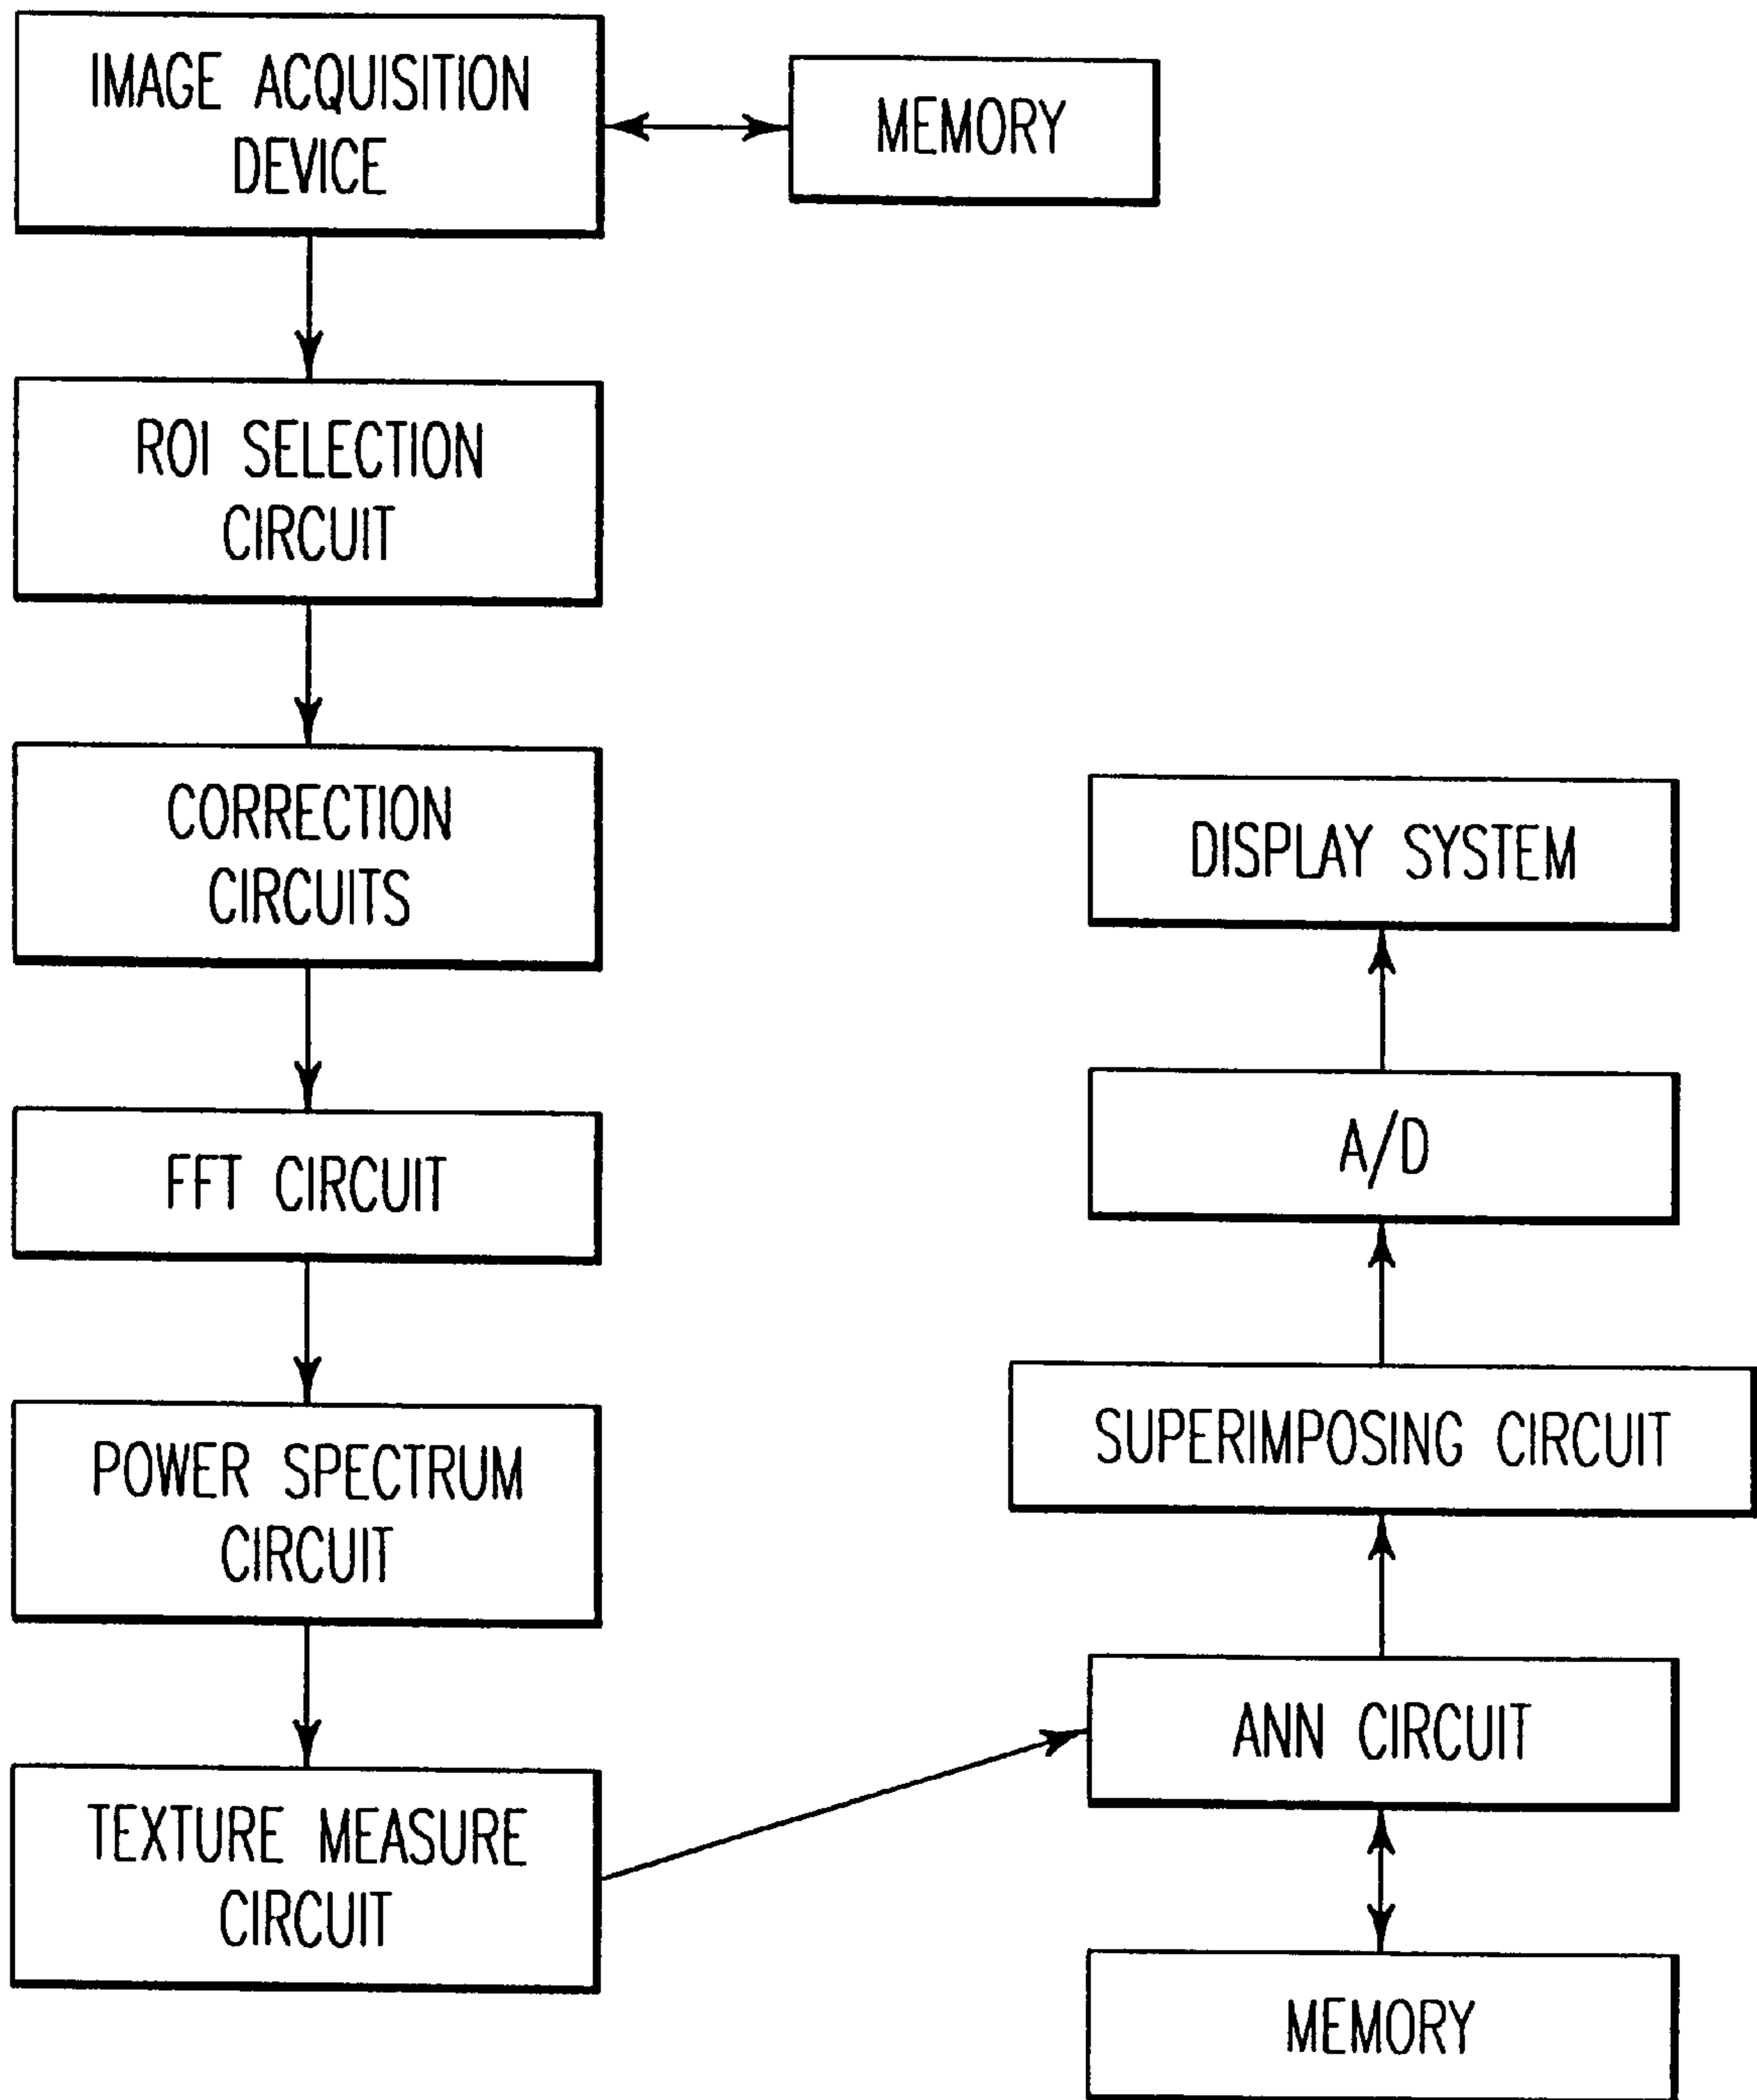 IMAGE ACQUISITION
DEVICE
MEMORY
ROI SELECTION
CIRCUIT
CORRECTION
CIRCUITS
FFT CIRCUIT
POWER SPECTRUM
CIRCUIT
TEXTURE MEASURE
CIRCUIT
DISPLAY SYSTEM
A/D
SUPERIMPOSING CIRCUIT
ANN CIRCUIT
MEMORY